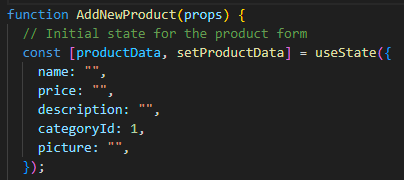 function AddNewProduct(props) {
  // Initial state for the product form
  const [productData, setProductData] = useState({
    name: "",
    price: "",
    description: "",
    categoryId: 1,
    picture: "",
  });